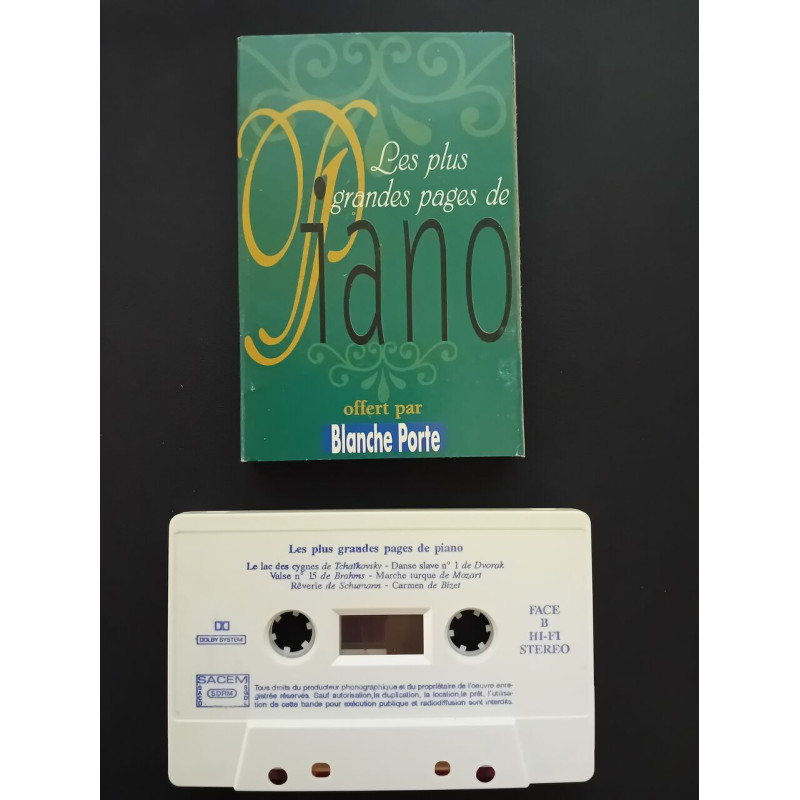 Les plus
grandes pages de
Piano
offert par
Blanche Porte
Les plus grandes pages de piano
Le lac des cygnes de Tchaïkovsky - Danse slave n° 1 de Dvorak
Valse n° 15 de Brahms - Marche turque de Mozart
Rêverie de Schumann - Carmen de Bizet
DOLBY SYSTEM
FACE
B
HI-FI
STEREO
SACEM
SDRM
Tous droits du producteur phonographique et du propriétaire de l'oeuvre enre-
gistrée réservés. Sauf autorisation,la duplication, la location,le prêt, l'utilisa-
tion de cette bande pour exécution publique et radiodiffusion sont interdits.